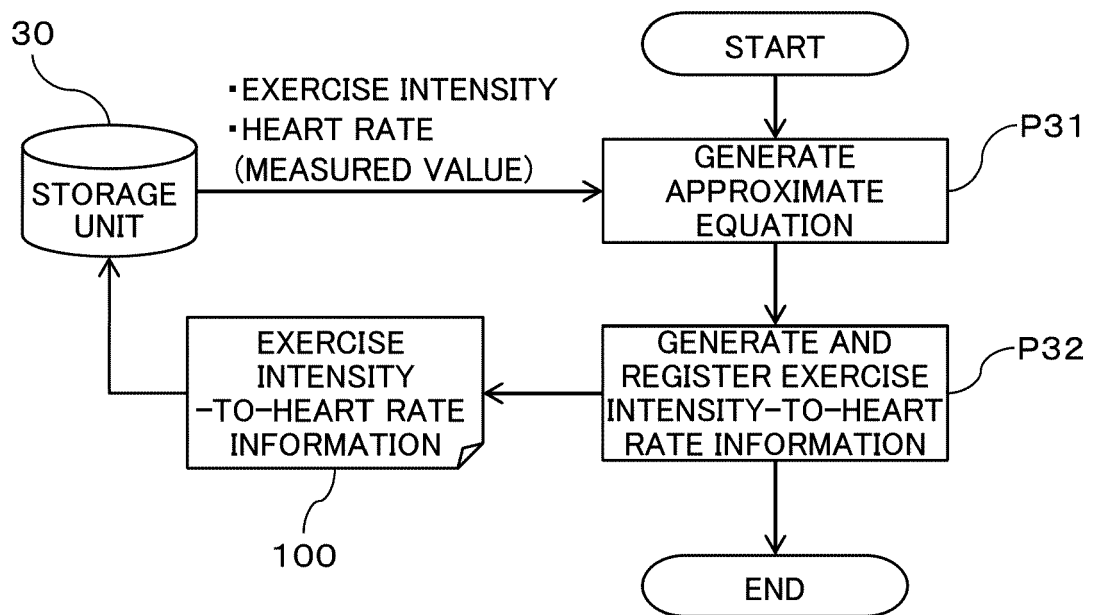 30
START
・EXERCISE INTENSITY
・HEART RATE
(MEASURED VALUE)
P31
STORAGE
UNIT
GENERATE
APPROXIMATE
EQUATION
EXERCISE
INTENSITY
-TO-HEART RATE
INFORMATION
GENERATE AND
REGISTER EXERCISE
INTENSITY-TO-HEART
RATE INFORMATION
P32
100
END